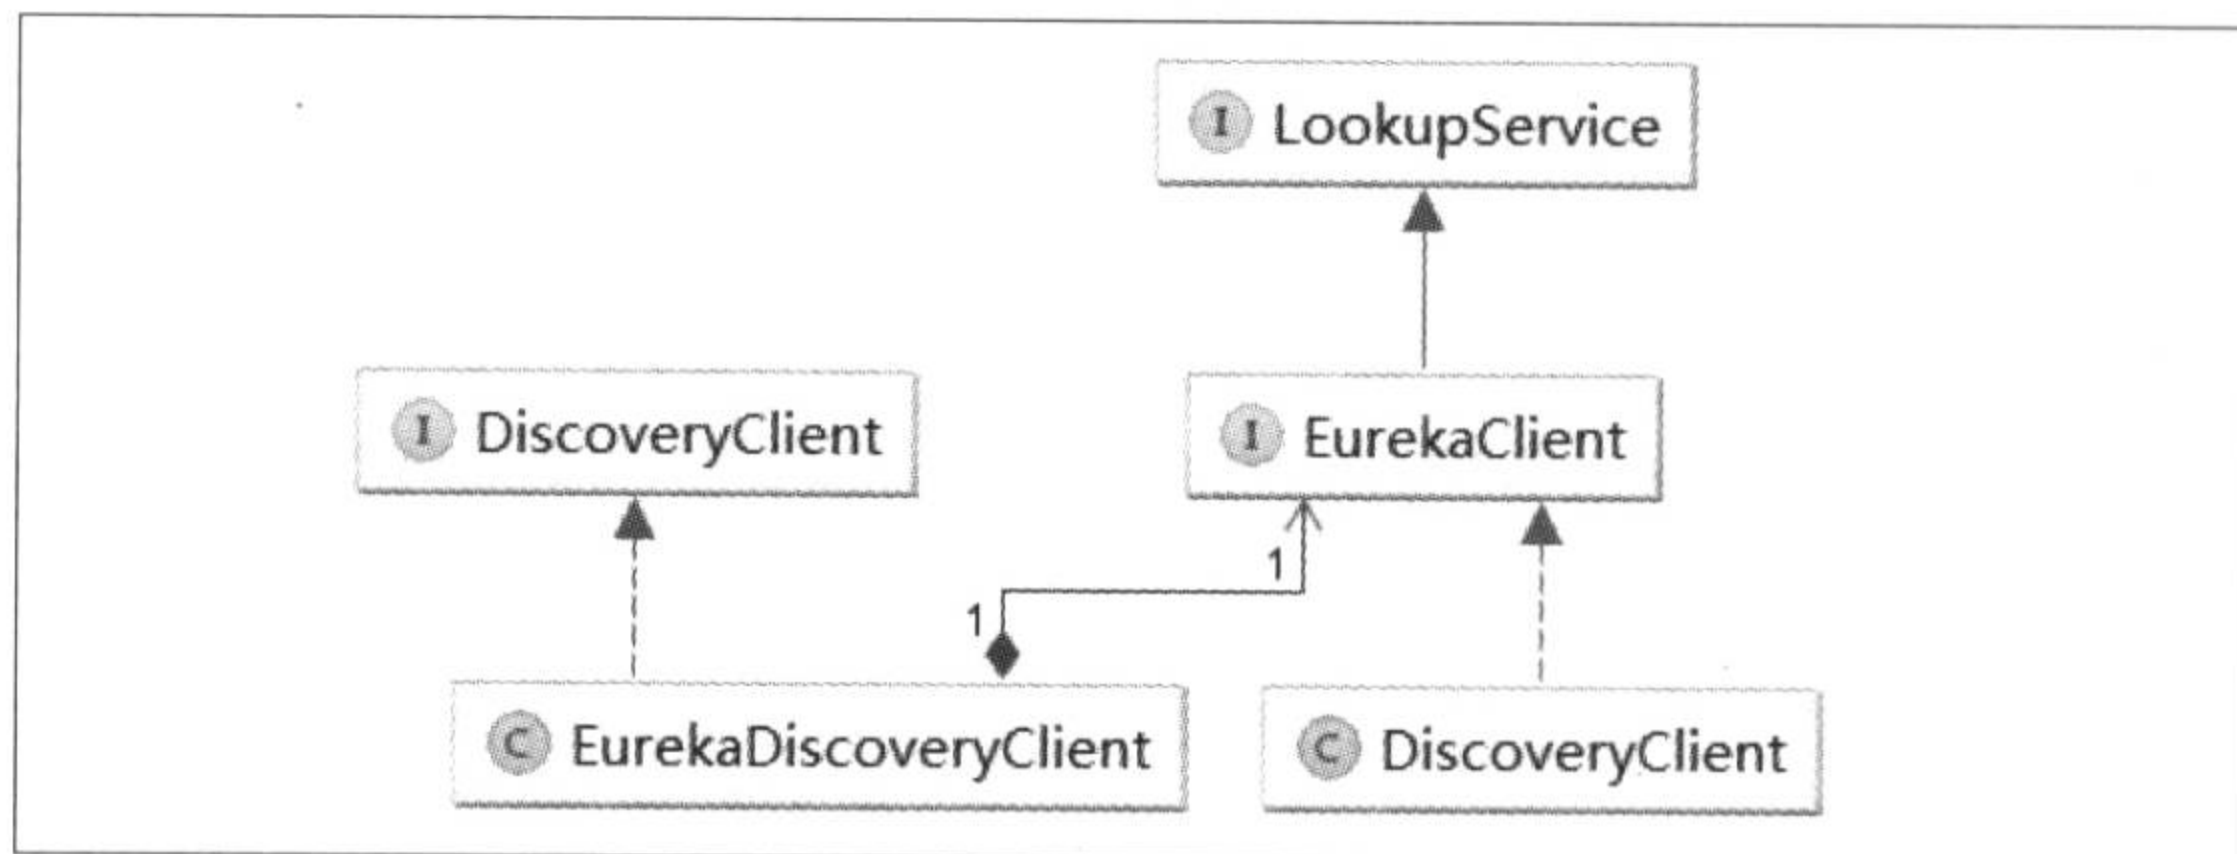 I LookupService
I DiscoveryClient
I EurekaClient
1
1
C EurekaDiscoveryClient
C DiscoveryClient